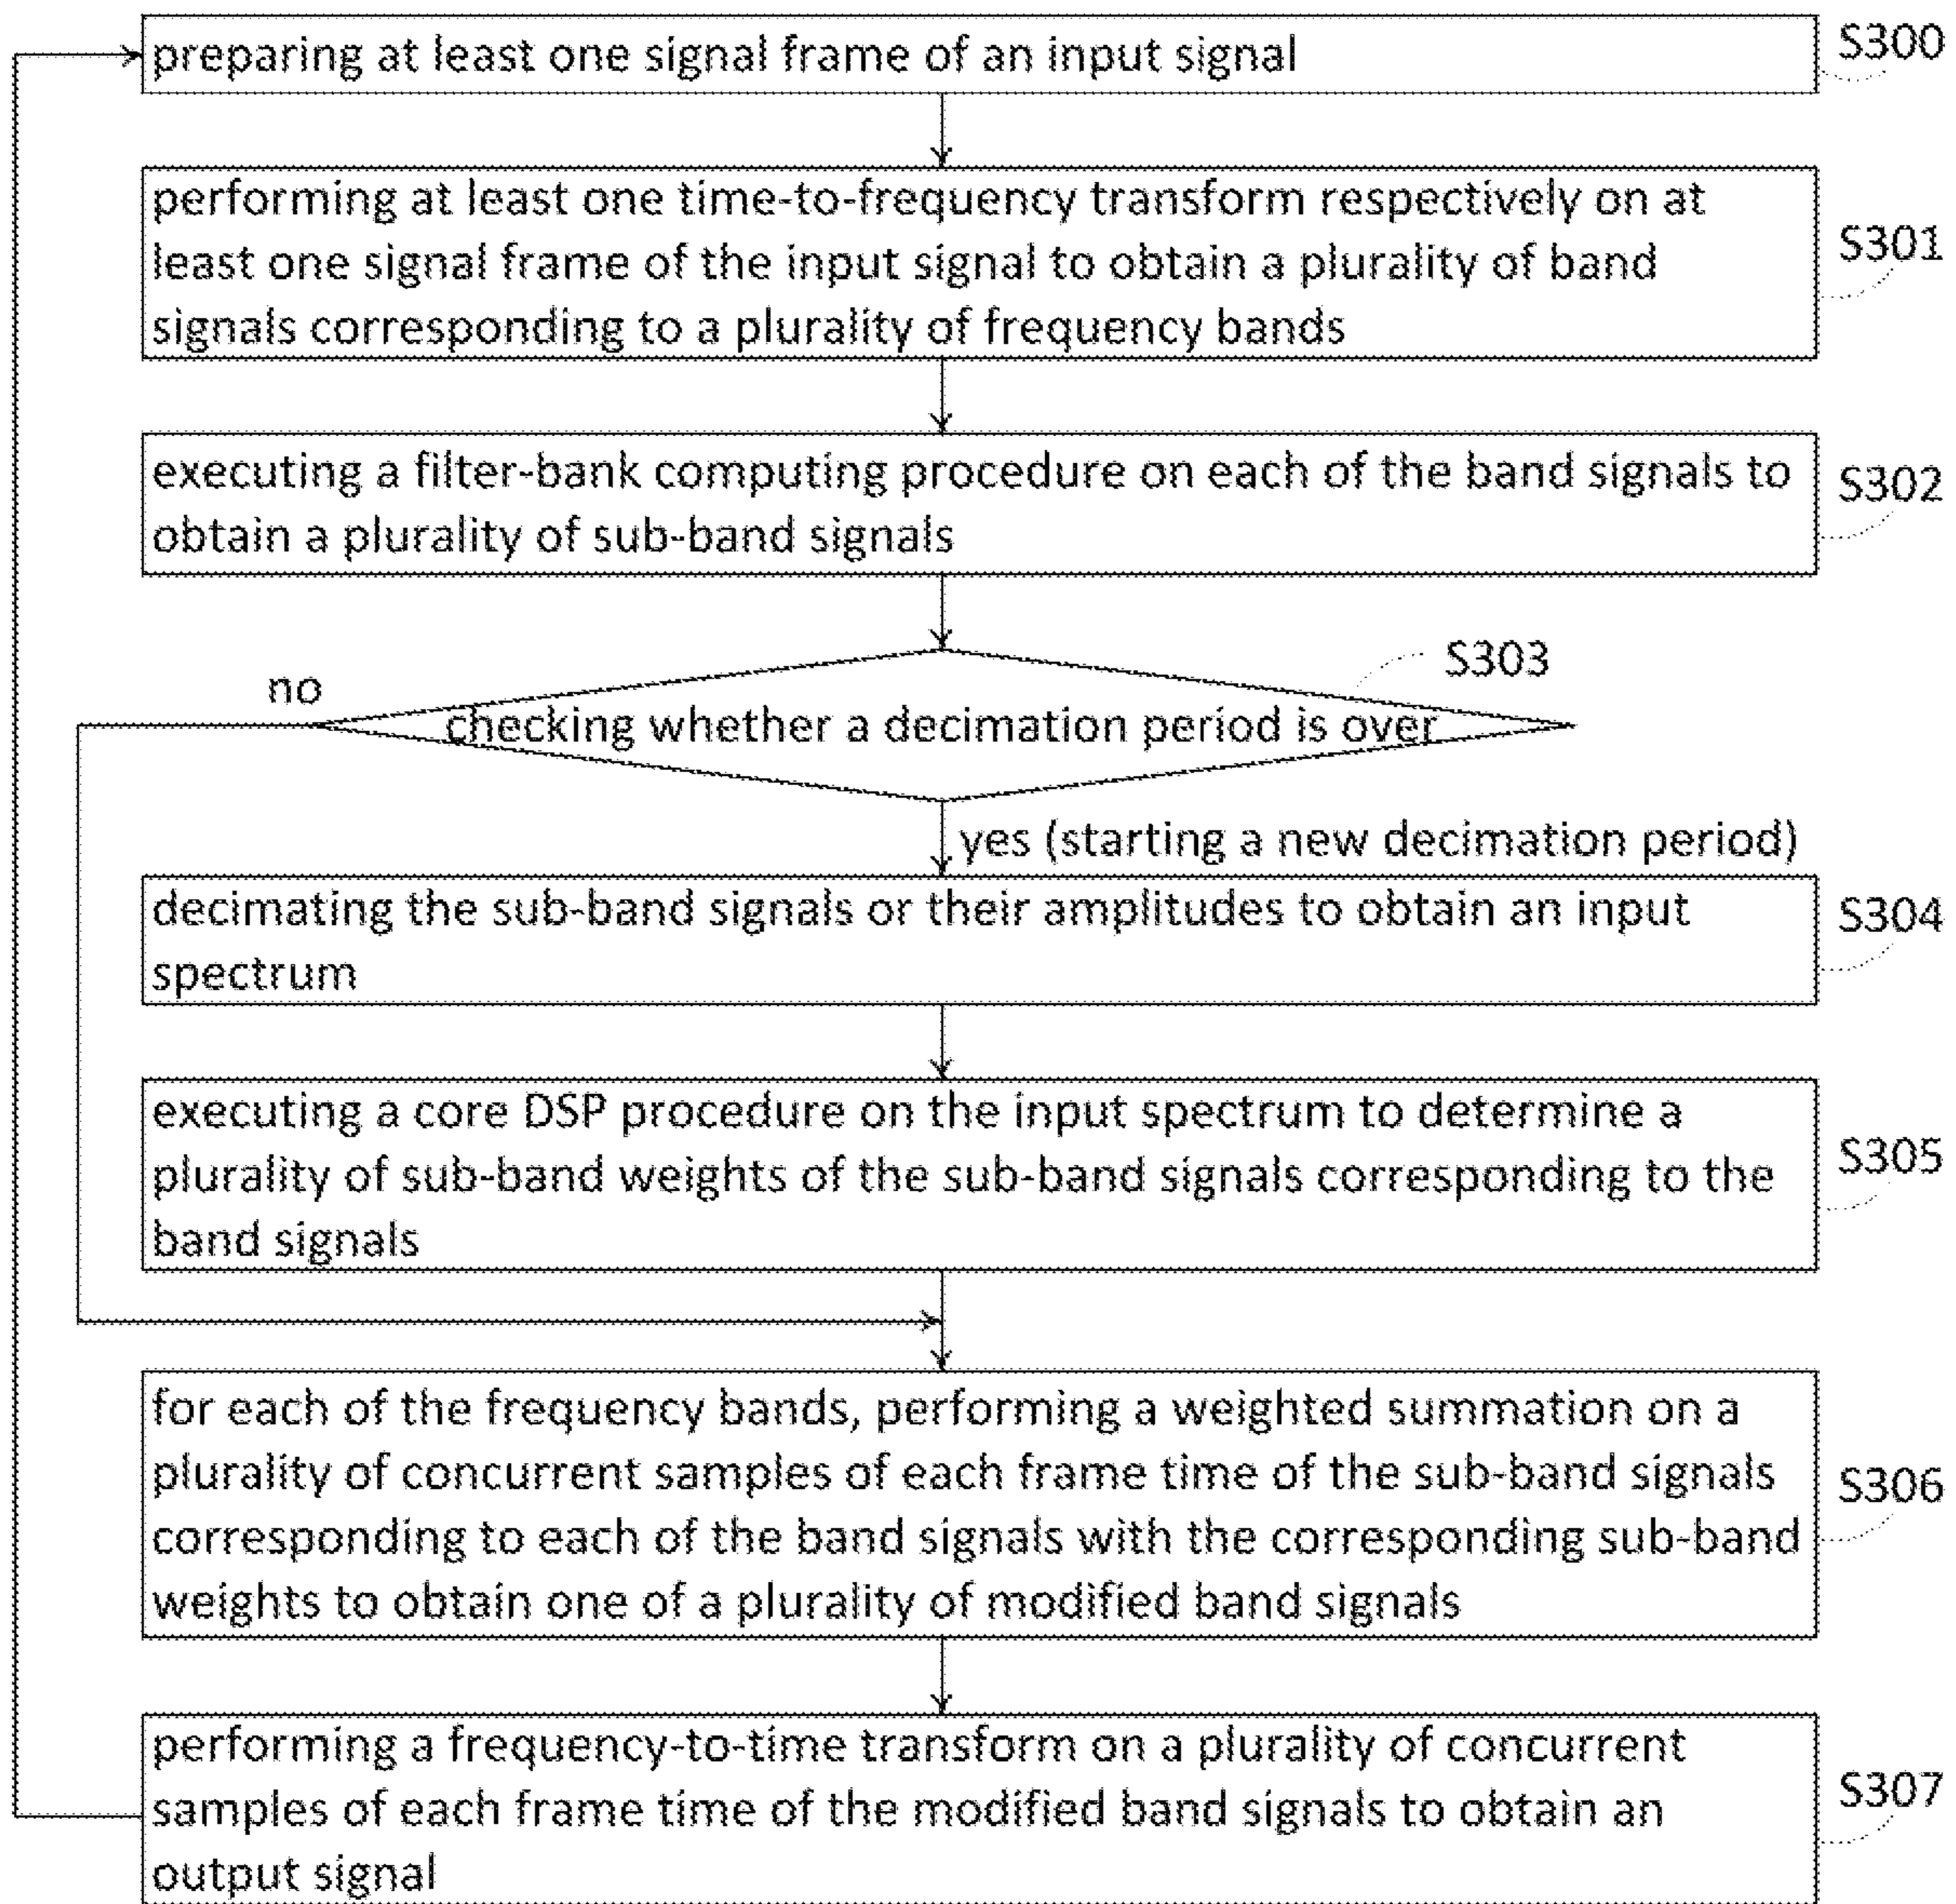 preparing at least one signal frame of an input signal
S300
performing at least one time-to-frequency transform respectively on at
least one signal frame of the input signal to obtain a plurality of band
signals corresponding to a plurality of frequency bands
S301
executing a filter-bank computing procedure on each of the band signals to
obtain a plurality of sub-band signals
S302
S303
no
checking whether a decimation period is over
yes (starting a new decimation period)
decimating the sub-band signals or their amplitudes to obtain an input
spectrum
S304
executing a core DSP procedure on the input spectrum to determine a
plurality of sub-band weights of the sub-band signals corresponding to the
band signals
S305
for each of the frequency bands, performing a weighted summation on a
plurality of concurrent samples of each frame time of the sub-band signals
corresponding to each of the band signals with the corresponding sub-band
weights to obtain one of a plurality of modified band signals
S306
performing a frequency-to-time transform on a plurality of concurrent
samples of each frame time of the modified band signals to obtain an
output signal
S307